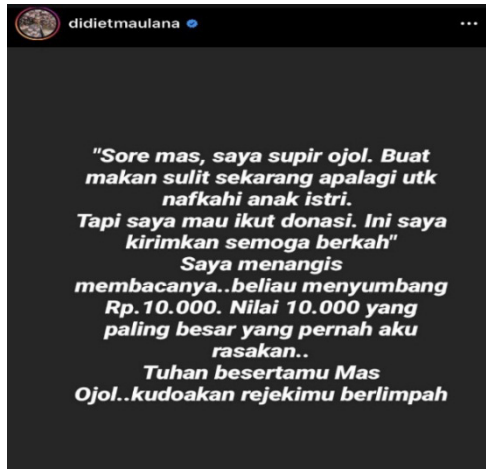 didietmaulana
"Sore mas, saya supir ojol. Buat
makan sulit sekarang apalagi utk
nafkahi anak istri.
Tapi saya mau ikut donasi. Ini saya
kirimkan semoga berkah"
Saya menangis
membacanya..beliau menyumbang
Rp.10.000. Nilai 10.000 yang
paling besar yang pernah aku
rasakan..
Tuhan besertamu Mas
Ojol..kudoakan rejekimu berlimpah